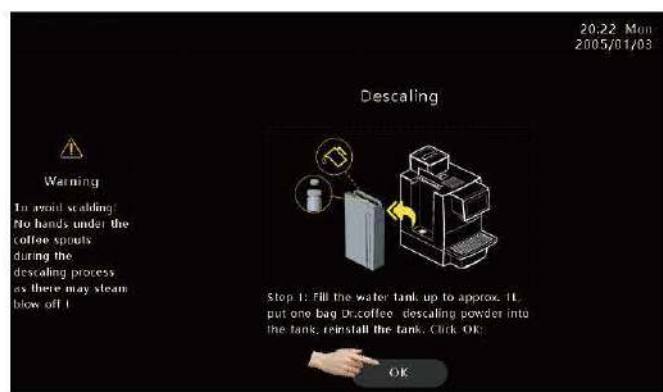 20:22 Mon
2005/01/03
Descaling
Warning
To avoid scalding!
No hands under the
coffee spouts
during the
descaling process
as there may steam
blow off !
Step 1: Fill the water tank up to approx. 1L,
put one bag Dr.coffee descaling powder into
the tank, reinstall the tank. Click 'OK:
OK